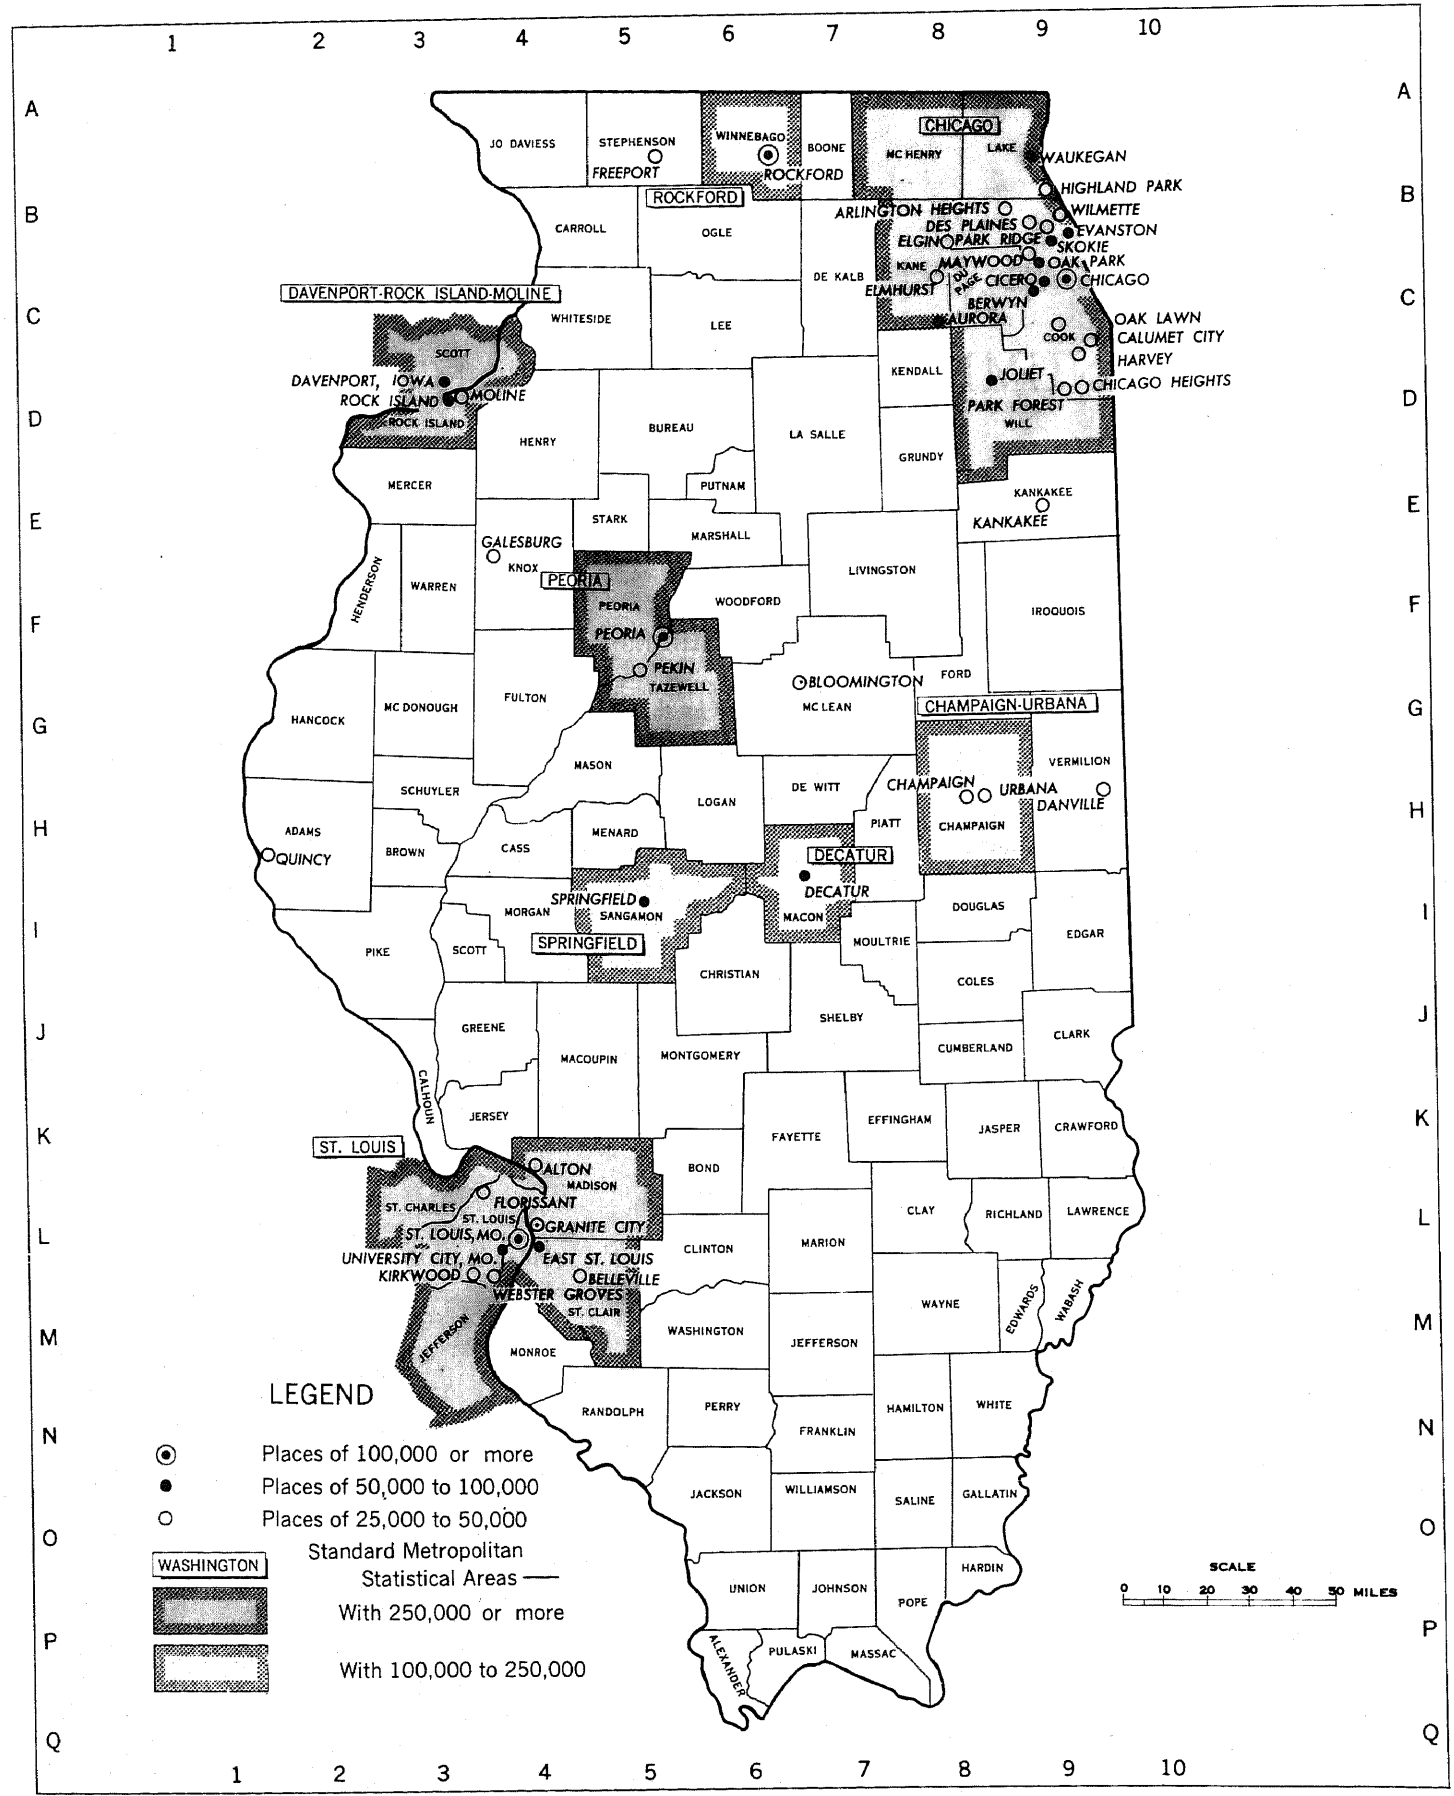 1 2 3 4 5 6 7 8 9 10
A A
JO DAVIESS
STEPHENSON
FREEPORT
WINNEBAGO
ROCKFORD
BOONE
CHICAGO
MC HENRY
LAKE
WAUKEGAN
B B
ROCKFORD
HIGHLAND PARK
ARLINGTON HEIGHTS
WILMETTE
DES PLAINES
EVANSTON
ELGIN
PARK RIDGE
SKOKIE
CARROLL
OGLE
DE KALB
KANE
MAYWOOD
OAK PARK
DU PAGE
CICERO
CHICAGO
ELMHURST
BERWYN
C C
DAVENPORT-ROCK ISLAND-MOLINE
WHITESIDE
LEE
AURORA
OAK LAWN
COOK
CALUMET CITY
HARVEY
SCOTT
DAVENPORT, IOWA
ROCK ISLAND
MOLINE
KENDALL
JOLIET
CHICAGO HEIGHTS
D D
PARK FOREST
ROCK ISLAND
WILL
HENRY
BUREAU
LA SALLE
GRUNDY
MERCER
PUTNAM
KANKAKEE
KANKAKEE
E E
STARK
MARSHALL
GALESBURG
KNOX
HENDERSON
WARREN
PEORIA
LIVINGSTON
F F
PEORIA
WOODFORD
IROQUOIS
PEORIA
PEKIN
TAZEWELL
BLOOMINGTON
MC LEAN
FORD
G G
HANCOCK
MC DONOUGH
FULTON
CHAMPAIGN-URBANA
MASON
VERMILION
SCHUYLER
LOGAN
DE WITT
CHAMPAIGN
URBANA
DANVILLE
H H
ADAMS
QUINCY
BROWN
CASS
MENARD
PIATT
CHAMPAIGN
DECATUR
DECATUR
SPRINGFIELD
SANGAMON
MORGAN
MACON
DOUGLAS
I I
PIKE
SCOTT
SPRINGFIELD
CHRISTIAN
MOULTRIE
EDGAR
COLES
J J
GREENE
SHELBY
CLARK
CUMBERLAND
MACOUPIN
MONTGOMERY
CALHOUN
JERSEY
K K
FAYETTE
EFFINGHAM
JASPER
CRAWFORD
ST. LOUIS
ALTON
MADISON
BOND
ST. CHARLES
FLORISSANT
ST. LOUIS
CLAY
RICHLAND
LAWRENCE
L L
ST. LOUIS, MO.
GRANITE CITY
CLINTON
MARION
UNIVERSITY CITY, MO.
EAST ST. LOUIS
KIRKWOOD
BELLEVILLE
WEBSTER GROVES
ST. CLAIR
WAYNE
EDWARDS
WABASH
M M
JEFFERSON
WASHINGTON
JEFFERSON
MONROE
LEGEND
RANDOLPH
PERRY
HAMILTON
WHITE
N N
FRANKLIN
Places of 100,000 or more
Places of 50,000 to 100,000
Places of 25,000 to 50,000
JACKSON
WILLIAMSON
SALINE
GALLATIN
O O
Standard Metropolitan
WASHINGTON
Statistical Areas —
With 250,000 or more
UNION
JOHNSON
POPE
HARDIN
SCALE
0 10 20 30 40 50 MILES
P P
ALEXANDER
PULASKI
MASSAC
With 100,000 to 250,000
Q Q
1 2 3 4 5 6 7 8 9 10